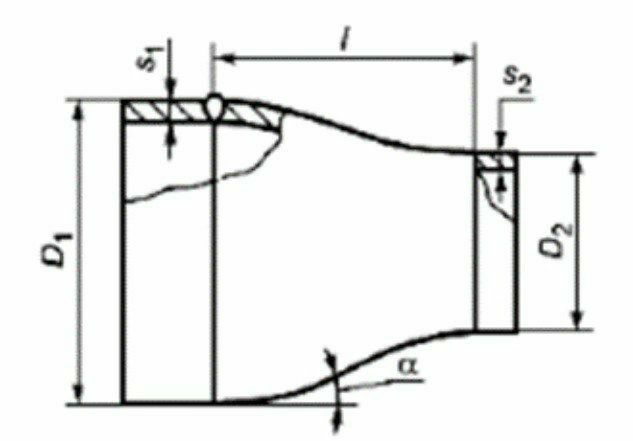 s₁
l
s₂
D₁
D₂
α